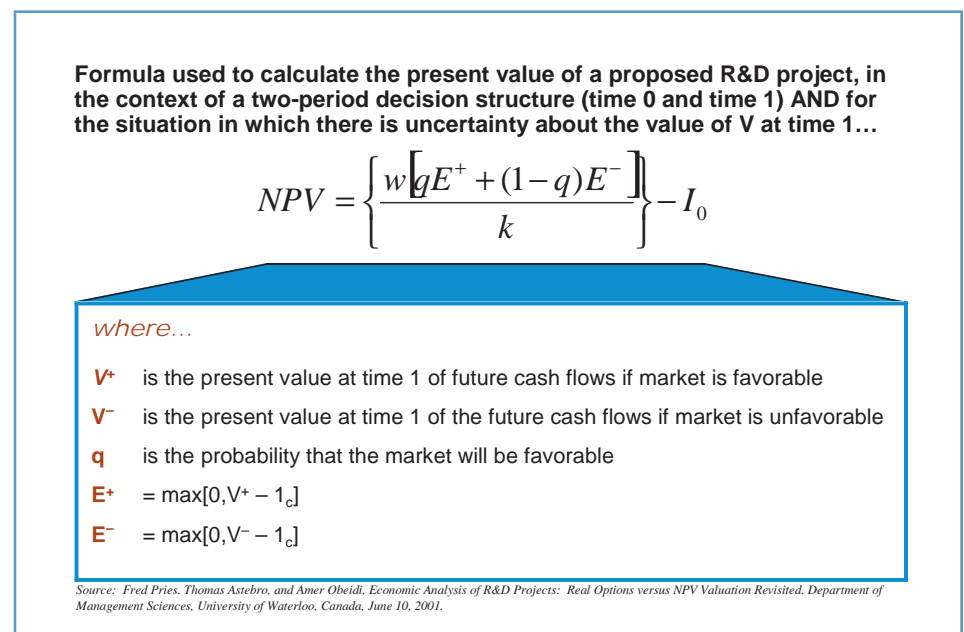 Formula used to calculate the present value of a proposed R&D project, in
the context of a two-period decision structure (time 0 and time 1) AND for
the situation in which there is uncertainty about the value of V at time 1…
NPV = { w[qE⁺ + (1 − q)E⁻] / k } − I₀
where…
V⁺ is the present value at time 1 of future cash flows if market is favorable
V⁻ is the present value at time 1 of the future cash flows if market is unfavorable
q is the probability that the market will be favorable
E⁺ = max[0,V⁺ – 1c]
E⁻ = max[0,V⁻ – 1c]
Source: Fred Pries. Thomas Astebro, and Amer Obeidi, Economic Analysis of R&D Projects: Real Options versus NPV Valuation Revisited. Department of
Management Sciences, University of Waterloo, Canada, June 10, 2001.